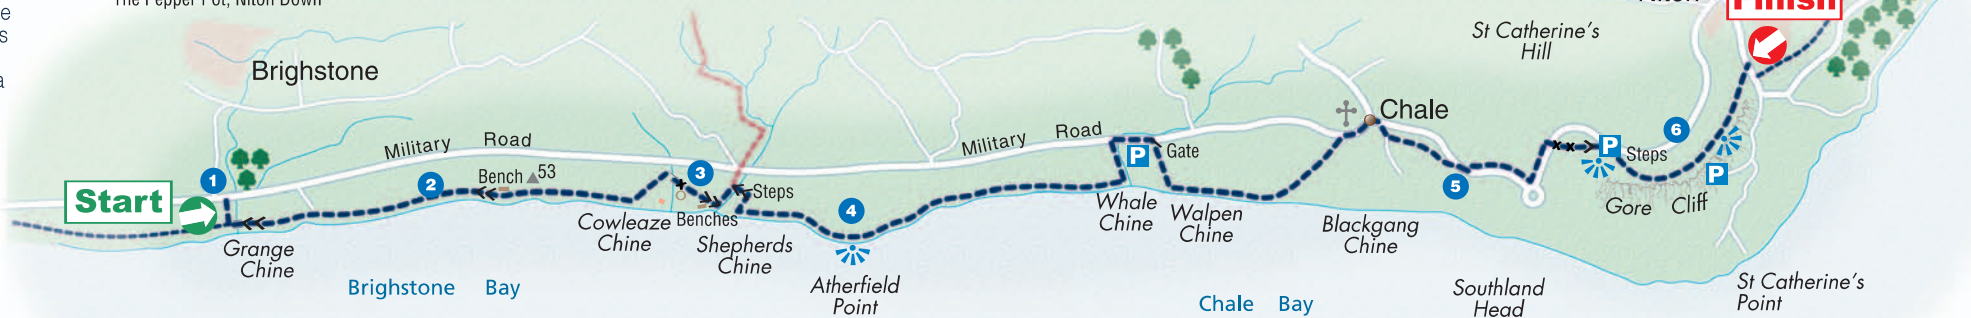 The Pepper Pot, Niton Down
e
s
a
Finish
St Catherine's
Hill
Brighstone
Chale
Military Road
Military Road
P
Gate
1
2
3
4
5
6
P
Steps
P
Start
Bench
53
Steps
Benches
Grange
Chine
Cowleaze
Chine
Shepherds
Chine
Atherfield
Point
Whale
Chine
Walpen
Chine
Blackgang
Chine
Gore Cliff
Southland
Head
St Catherine's
Point
Brighstone Bay
Chale Bay